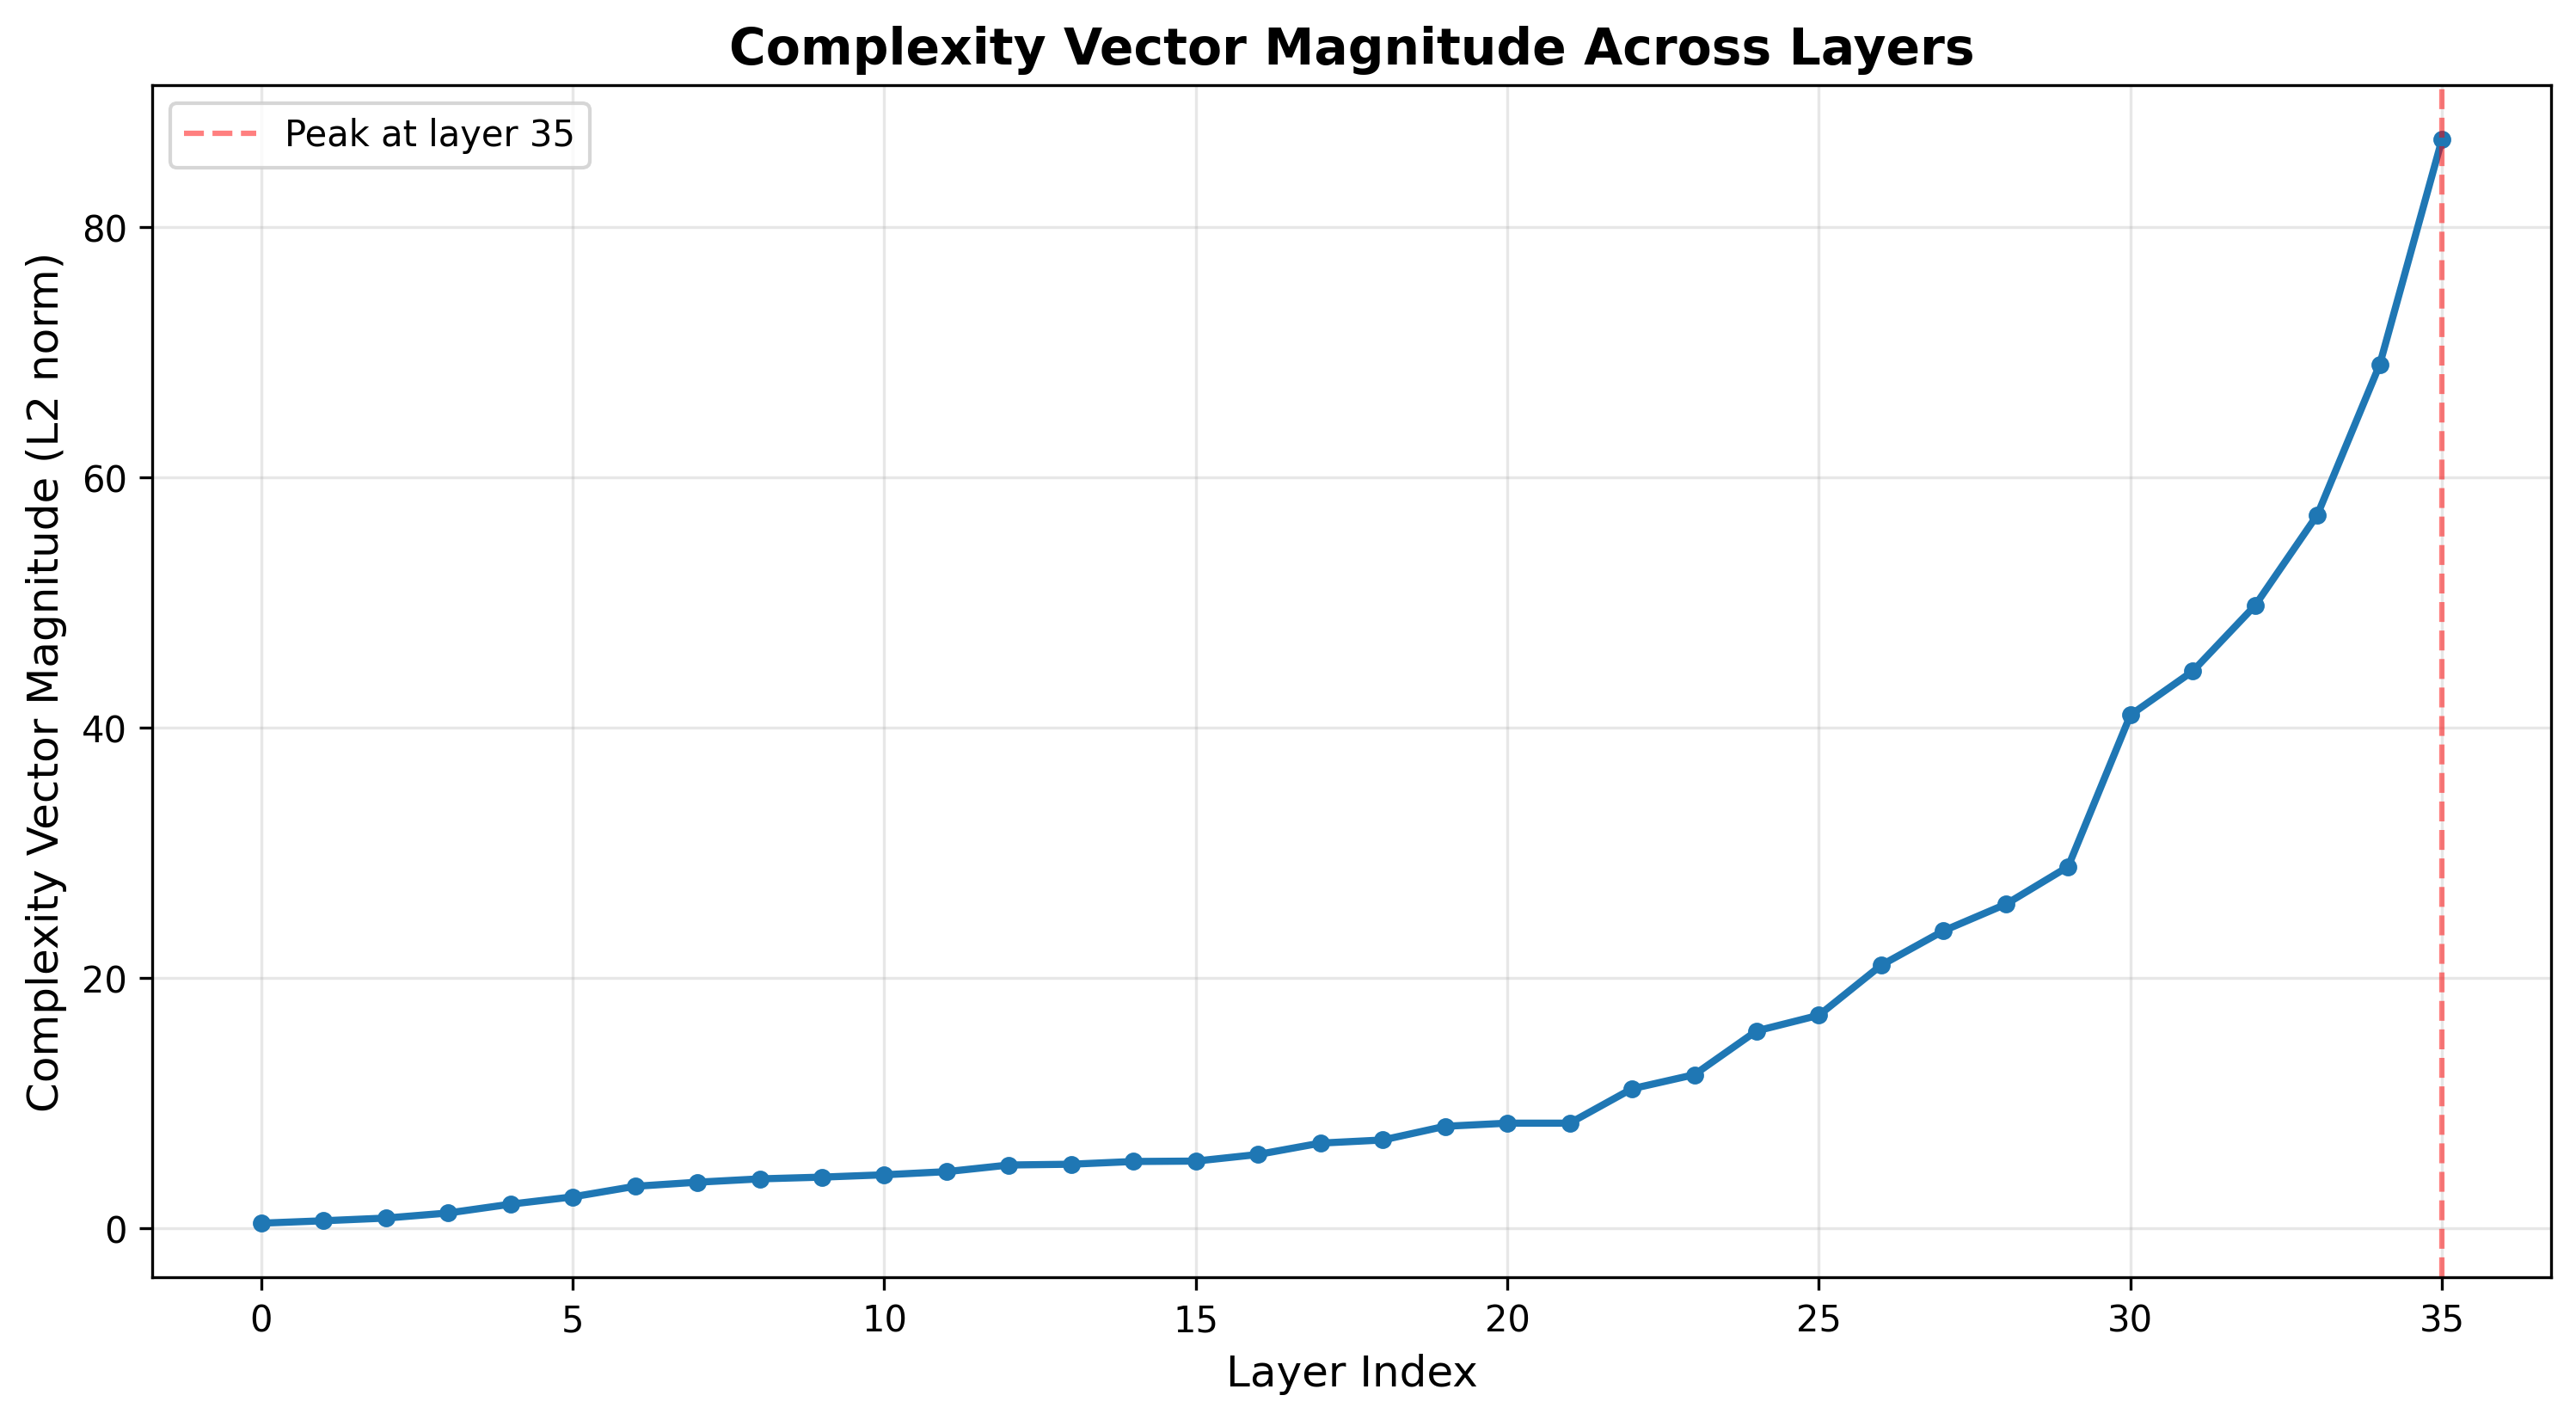 Complexity Vector Magnitude Across Layers
Peak at layer 35
Complexity Vector Magnitude (L2 norm)
80
60
40
20
0
0 5 10 15 20 25 30 35
Layer Index